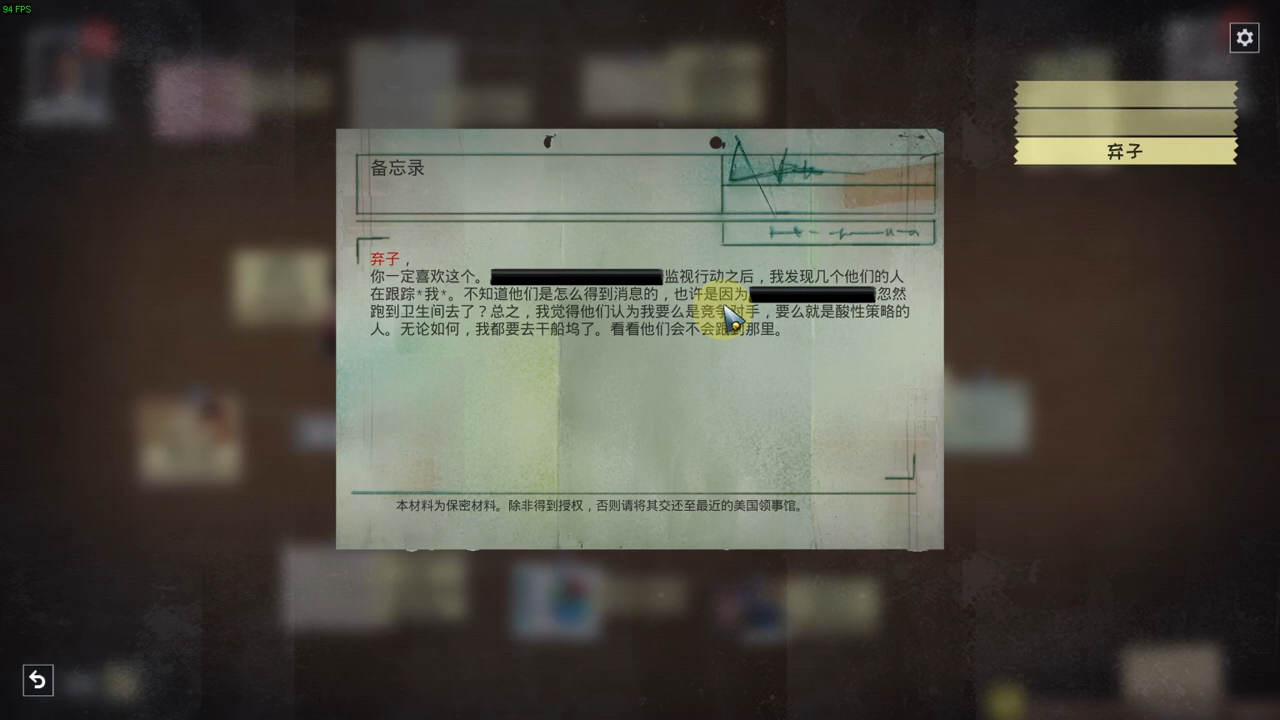 94 FPS
弃子
备忘录
弃子，
你一定喜欢这个。监视行动之后，我发现几个他们的人
在跟踪*我*。不知道他们是怎么得到消息的，也许是因为忽然
跑到卫生间去了？总之，我觉得他们认为我要么是竞争对手，要么就是酸性策略的
人。无论如何，我都要去干船坞了。看看他们会不会跟到那里。
本材料为保密材料。除非得到授权，否则请将其交还至最近的美国领事馆。